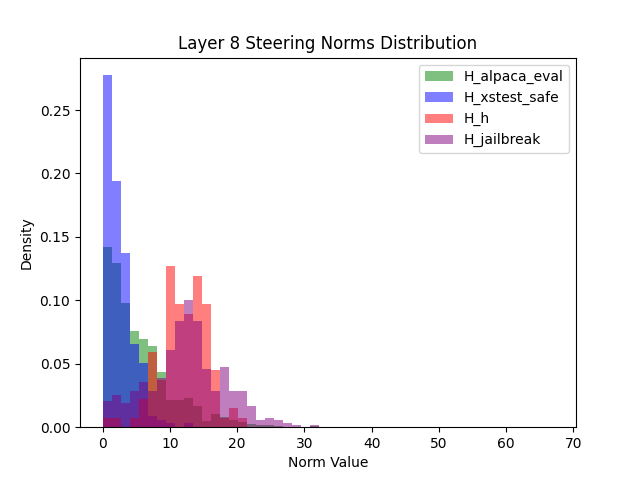 Layer 8 Steering Norms Distribution
H_alpaca_eval
H_xstest_safe
H_h
H_jailbreak
0.25
0.20
0.15
0.10
0.05
0.00
Density
0 10 20 30 40 50 60 70
Norm Value